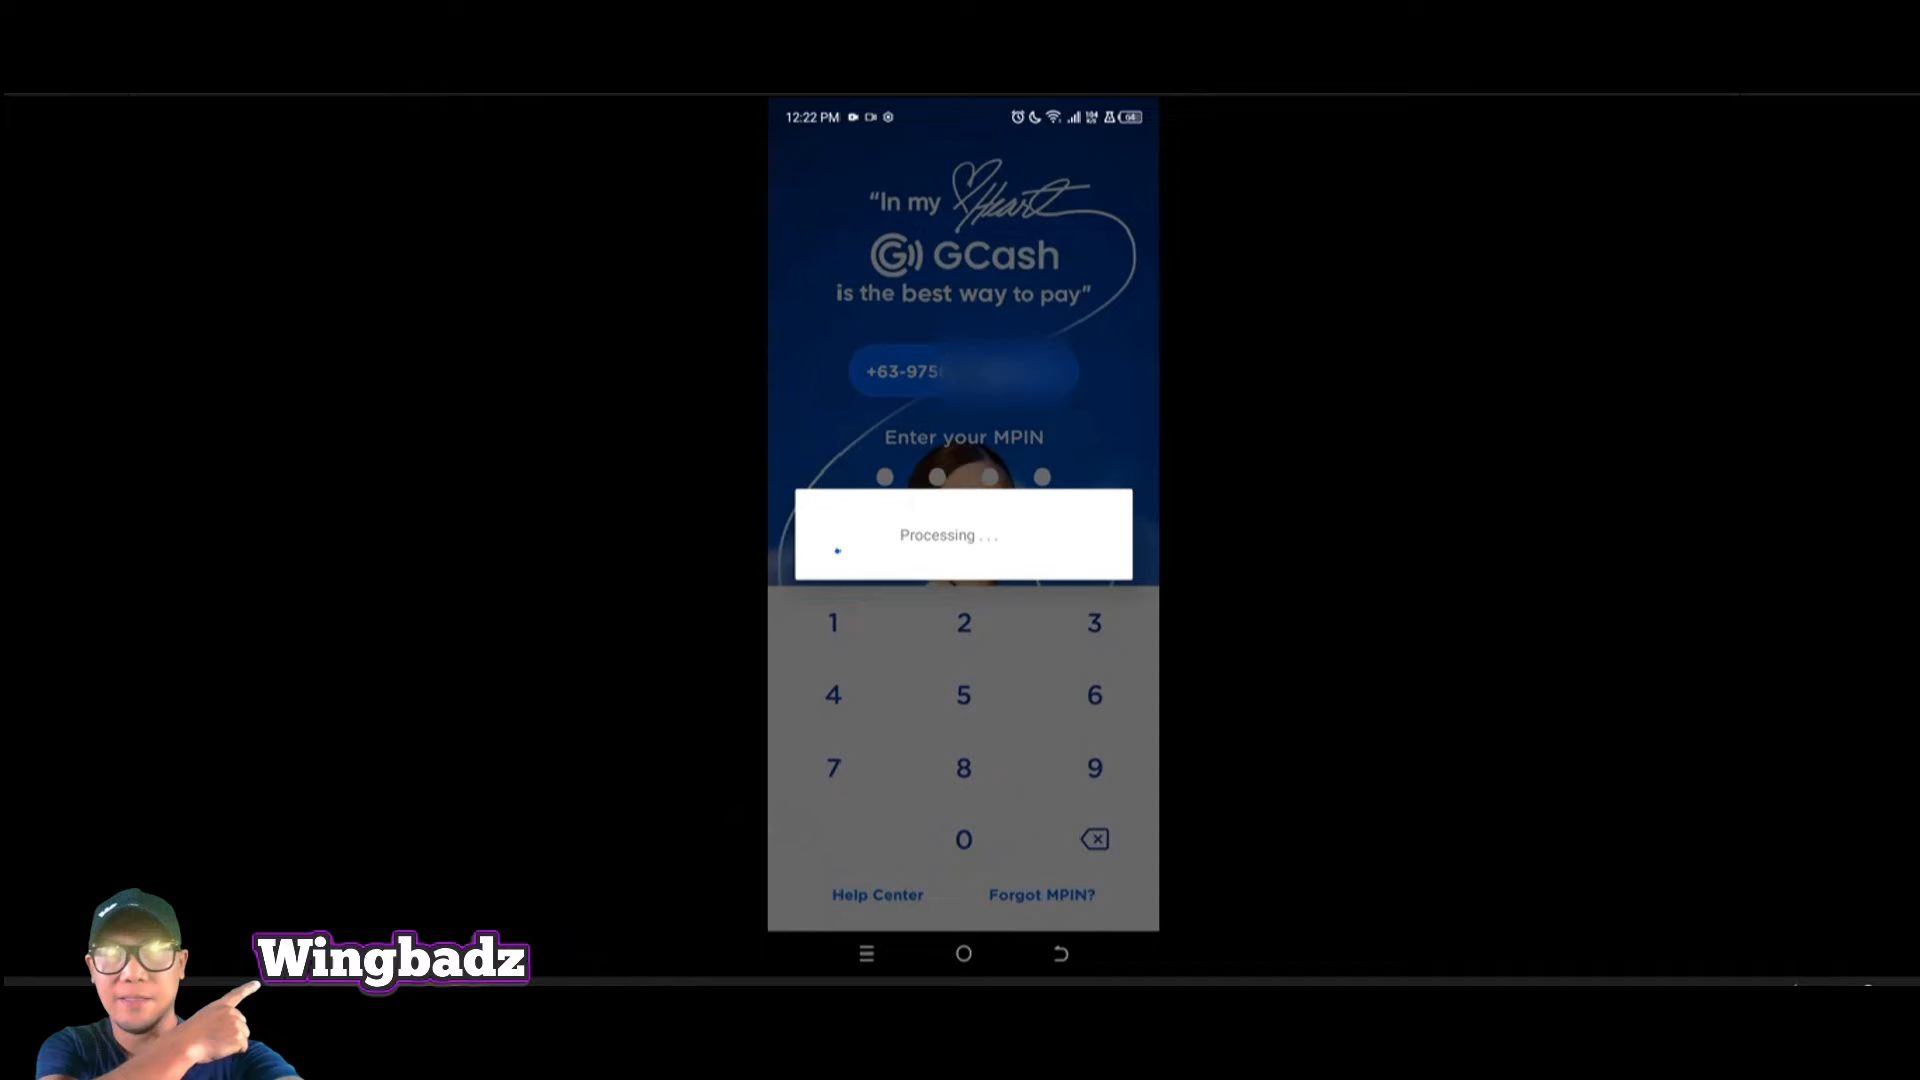 12:22 PM
“In my Heart
GCash
is the best way to pay”
+63-975
Enter your MPIN
Processing . . .
1 2 3
4 5 6
7 8 9
0
Help Center Forgot MPIN?
Wingbadz